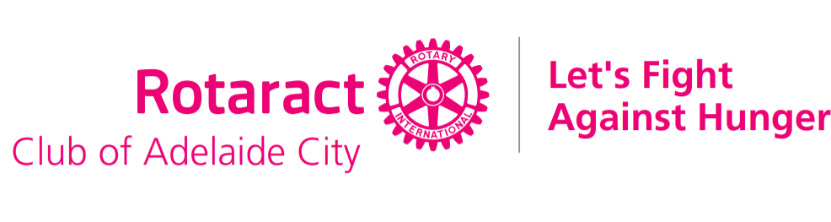 Rotaract
Club of Adelaide City
ROTARY
INTERNATIONAL
Let's Fight
Against Hunger